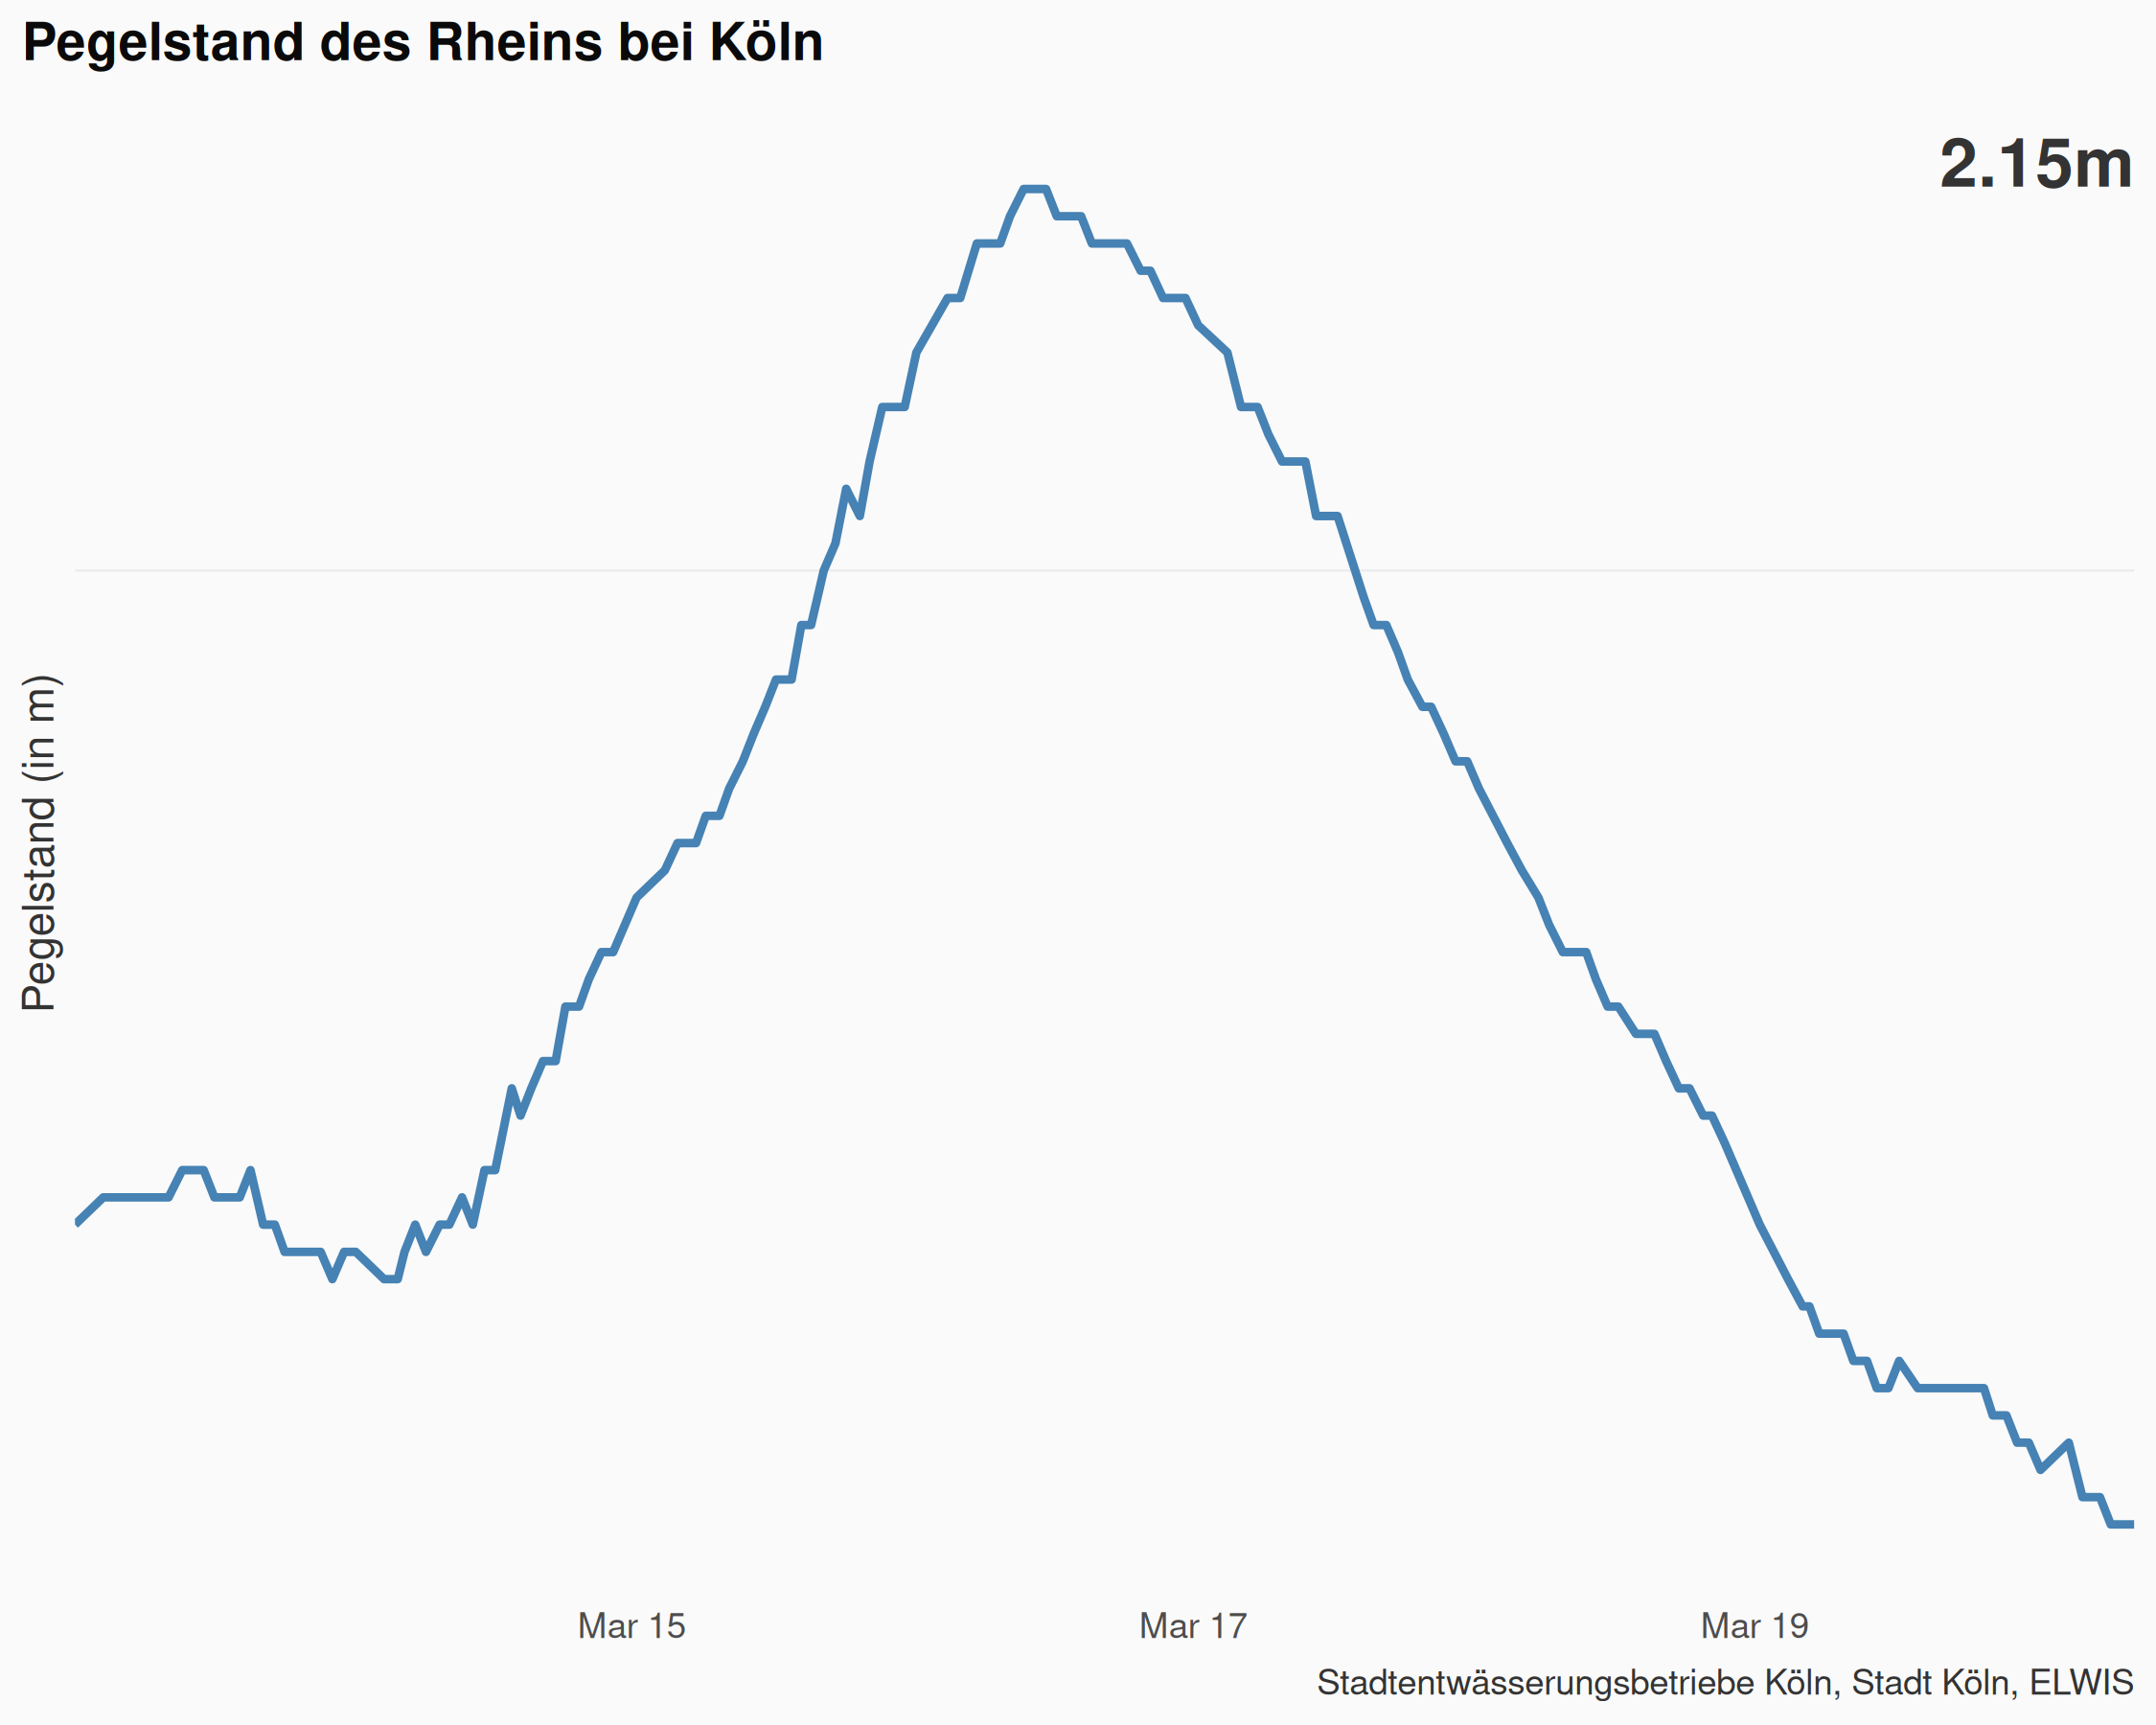 Pegelstand des Rheins bei Köln
2.15m
Pegelstand (in m)
Mar 15
Mar 17
Mar 19
Stadtentwässerungsbetriebe Köln, Stadt Köln, ELWIS